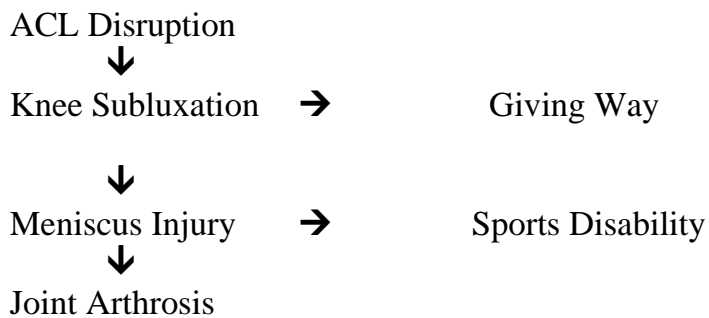 ACL Disruption
↓
Knee Subluxation → Giving Way
↓
Meniscus Injury → Sports Disability
↓
Joint Arthrosis